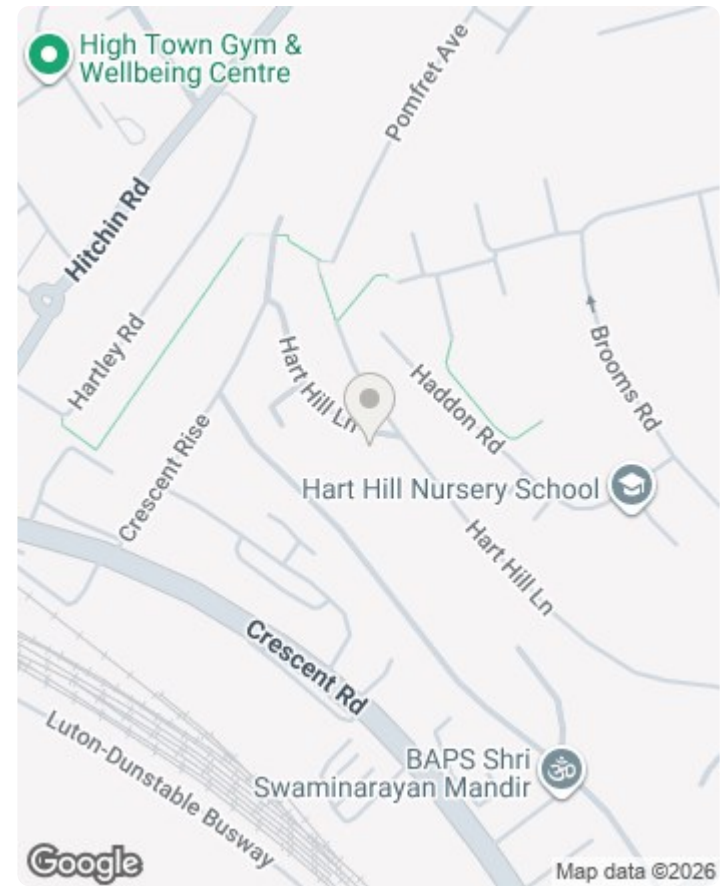 High Town Gym &
Wellbeing Centre
Pomfret Ave
Hitchin Rd
Hartley Rd
Hart Hill Ln
Haddon Rd
Brooms Rd
Crescent Rise
Hart Hill Nursery School
Hart Hill Ln
Crescent Rd
Luton-Dunstable Busway
BAPS Shri
Swaminarayan Mandir
ॐ
Google
Map data ©2026